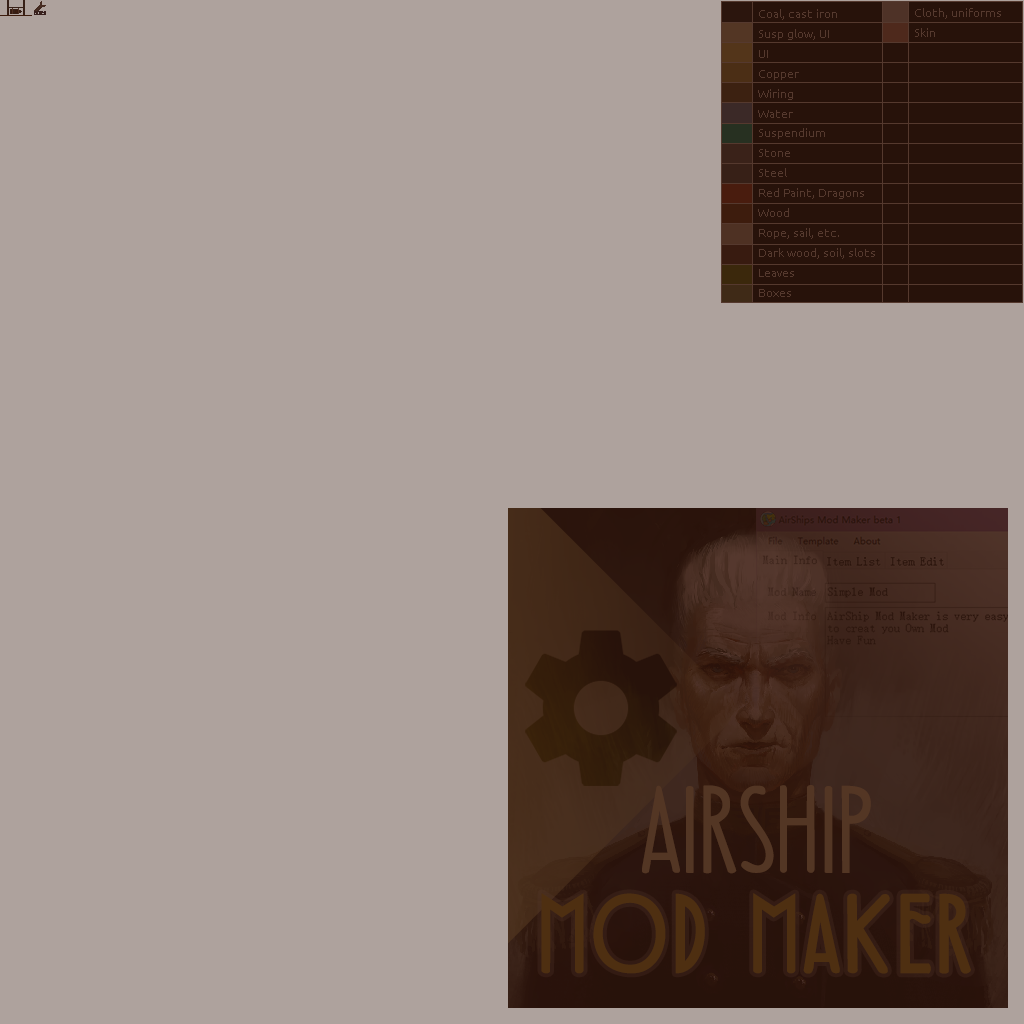 Coal, cast iron
Cloth, uniforms
Susp glow, UI
Skin
UI
Copper
Wiring
Water
Suspendium
Stone
Steel
Red Paint, Dragons
Wood
Rope, sail, etc.
Dark wood, soil, slots
Leaves
Boxes
AirShips Mod Maker beta 1
File Template About
Main Info Item List Item Edit
Mod Name Simple Mod
Mod Info AirShip Mod Maker is very easy
to creat you Own Mod
Have Fun
AIRSHIP
MOD MAKER